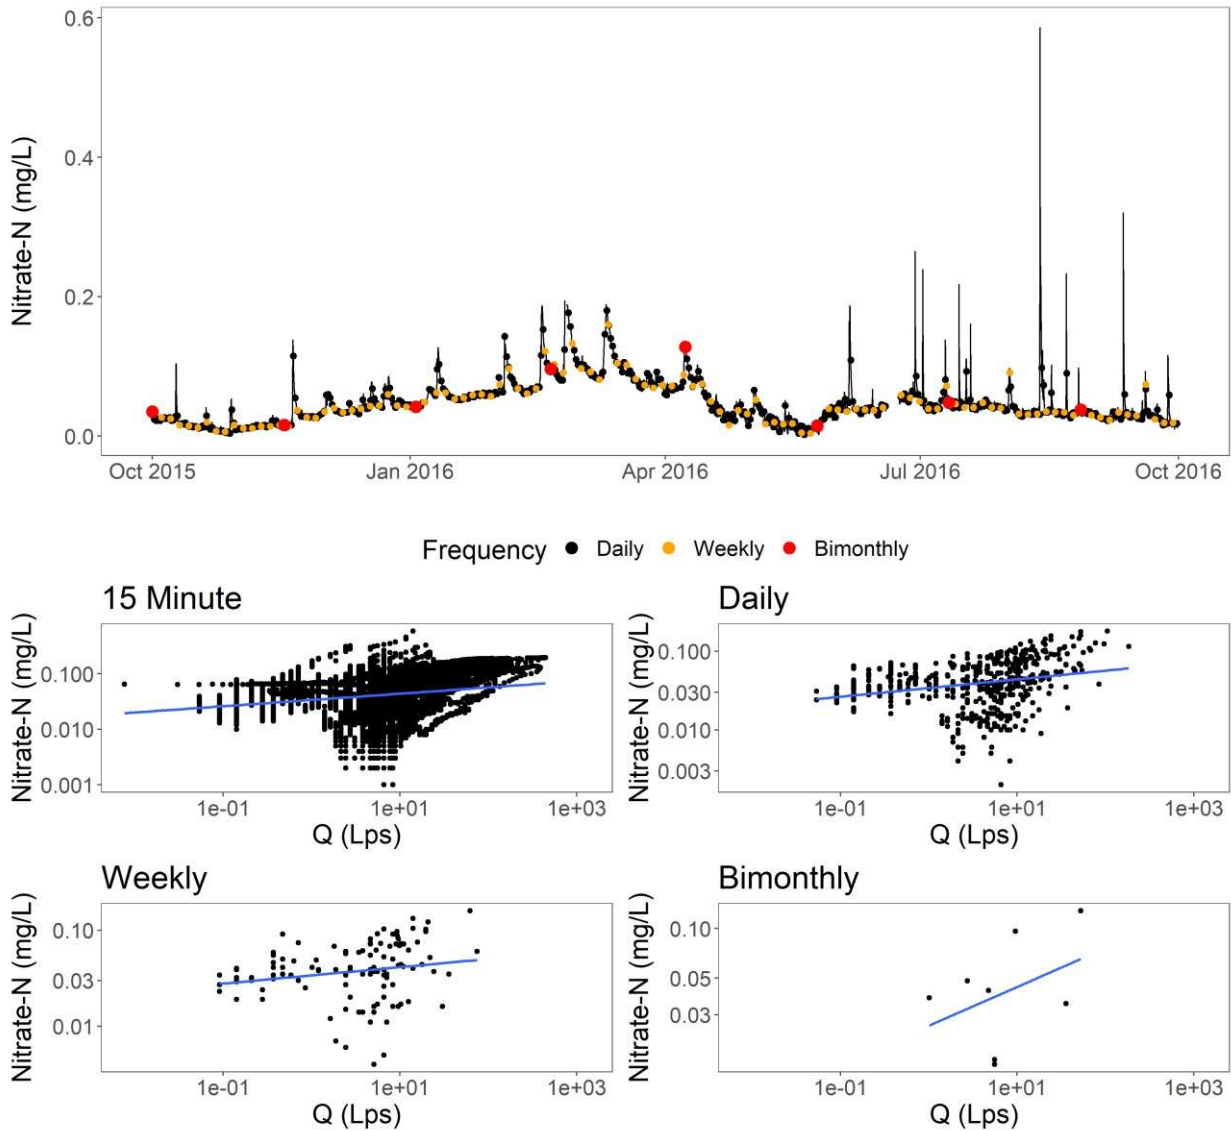 0.6
0.4
0.2
0.0
Nitrate-N (mg/L)
Oct 2015 Jan 2016 Apr 2016 Jul 2016 Oct 2016
Frequency Daily Weekly Bimonthly
15 Minute
Nitrate-N (mg/L)
0.100
0.010
0.001
1e-01 1e+01 1e+03
Q (Lps)
Daily
Nitrate-N (mg/L)
0.100
0.030
0.010
0.003
1e-01 1e+01 1e+03
Q (Lps)
Weekly
Nitrate-N (mg/L)
0.10
0.03
0.01
1e-01 1e+01 1e+03
Q (Lps)
Bimonthly
Nitrate-N (mg/L)
0.10
0.05
0.03
1e-01 1e+01 1e+03
Q (Lps)